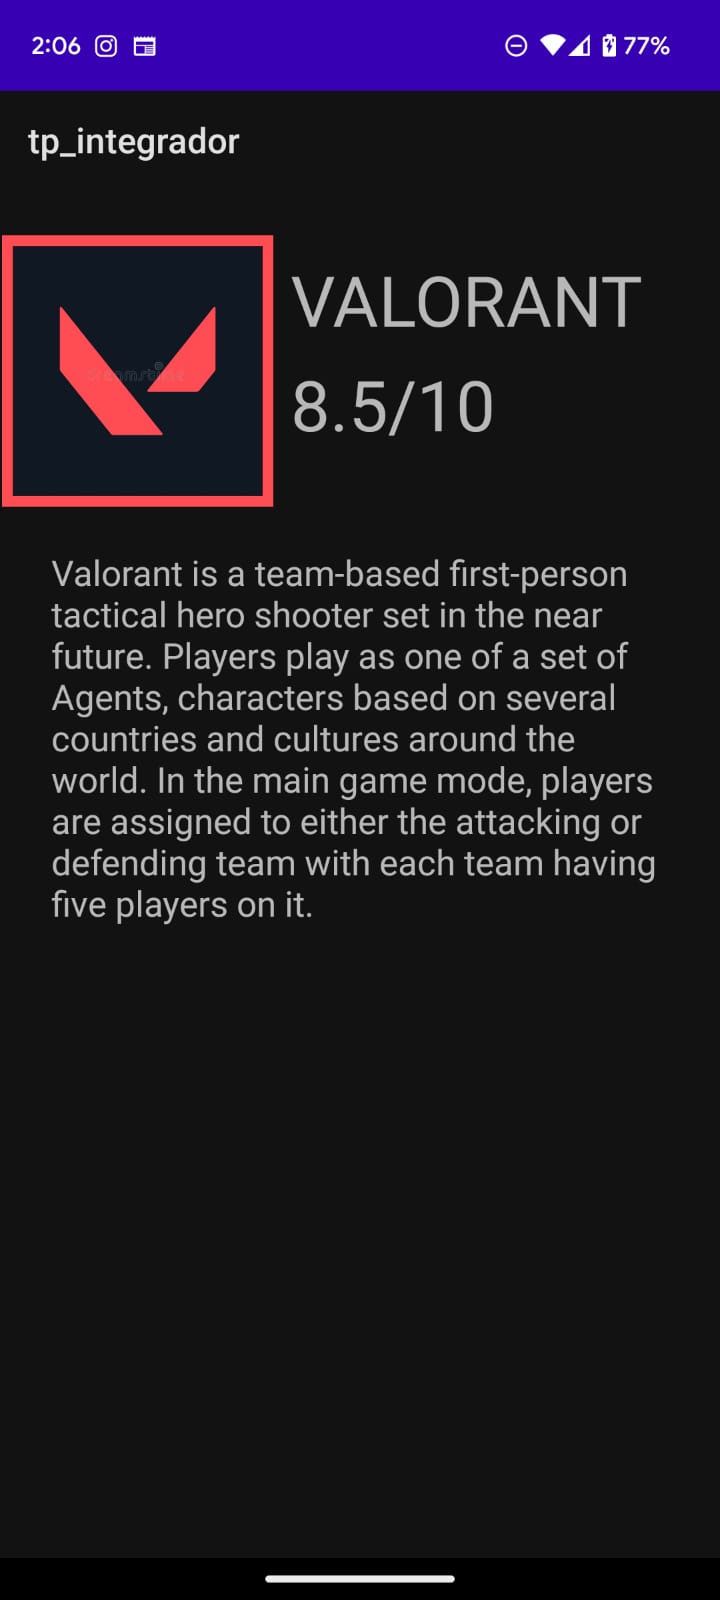 2:06
77%
tp_integrador
VALORANT
8.5/10
dreamstime
Valorant is a team-based first-person
tactical hero shooter set in the near
future. Players play as one of a set of
Agents, characters based on several
countries and cultures around the
world. In the main game mode, players
are assigned to either the attacking or
defending team with each team having
five players on it.